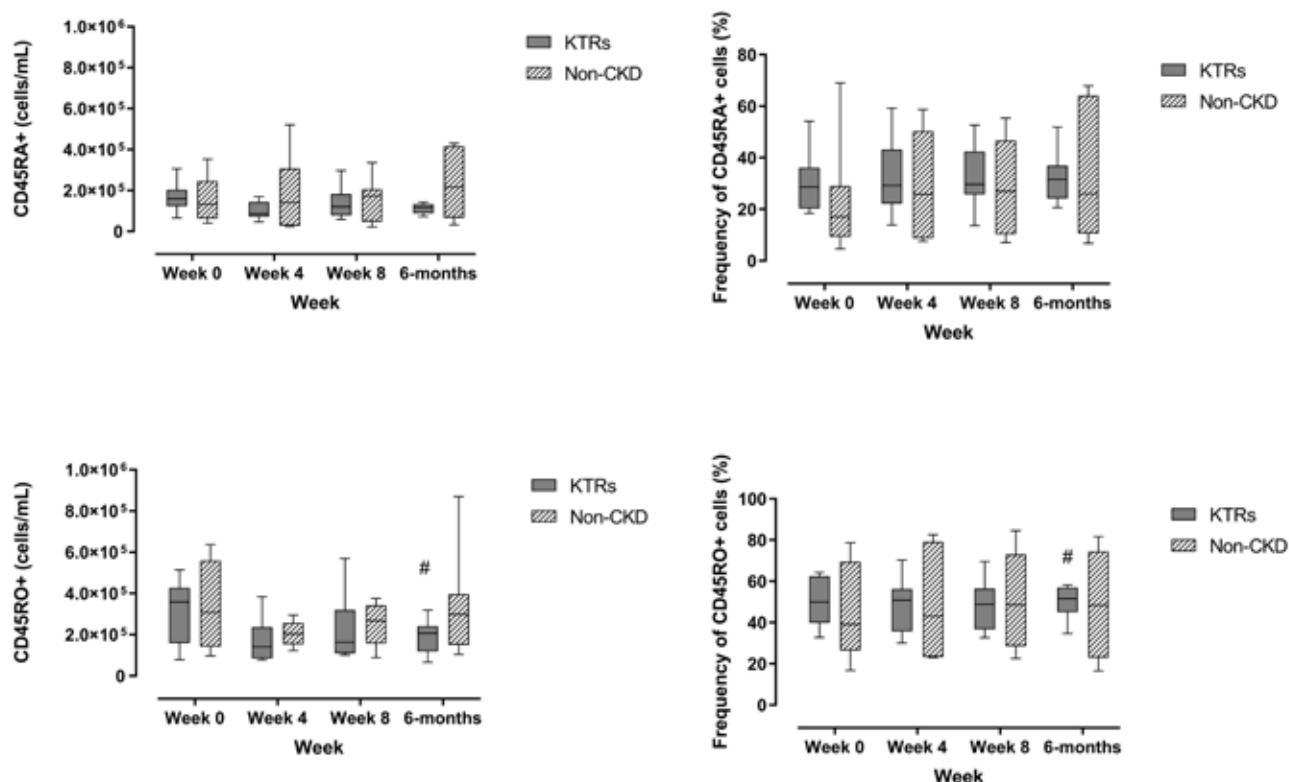 CD45RA+ (cells/mL)
1.0×10⁶
8.0×10⁵
6.0×10⁵
4.0×10⁵
2.0×10⁵
0
Week 0 Week 4 Week 8 6-months
Week
KTRs
Non-CKD
Frequency of CD45RA+ cells (%)
80
60
40
20
0
Week 0 Week 4 Week 8 6-months
Week
KTRs
Non-CKD
CD45RO+ (cells/mL)
1.0×10⁶
8.0×10⁵
6.0×10⁵
4.0×10⁵
2.0×10⁵
0
#
Week 0 Week 4 Week 8 6-months
Week
KTRs
Non-CKD
Frequency of CD45RO+ cells (%)
100
80
60
40
20
0
#
Week 0 Week 4 Week 8 6-months
Week
KTRs
Non-CKD